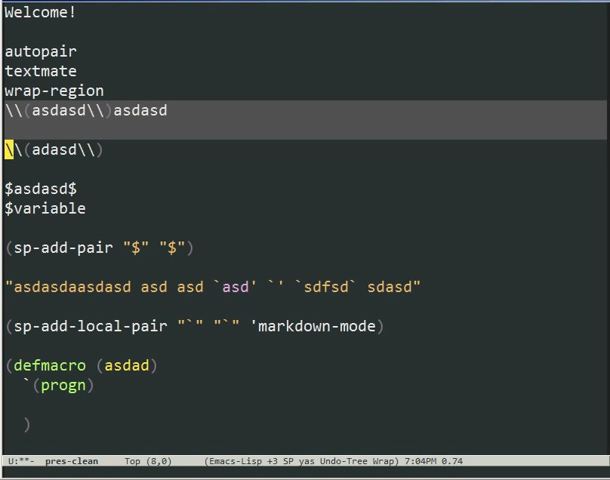 Welcome!
autopair
textmate
wrap-region
\\(asdasd\\)asdasd
\\(adasd\\)
$asdasd$
$variable
(sp-add-pair "$" "$")
"asdasdaasdasd asd asd `asd' `' `sdfsd` sdasd"
(sp-add-local-pair "`" "`" 'markdown-mode)
(defmacro (asdad)
  `(progn)
  )
U:**-  pres-clean     Top (8,0)     (Emacs-Lisp +3 SP yas Undo-Tree Wrap) 7:04PM 0.74